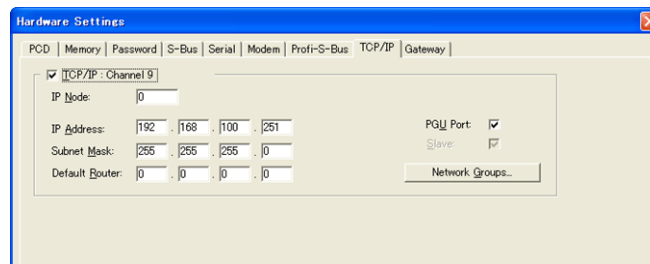 Hardware Settings
PCD Memory Password S-Bus Serial Modem Profi-S-Bus TCP/IP Gateway
TCP/IP : Channel 9
IP Node: 0
IP Address: 192 . 168 . 100 . 251 PGU Port:
Slave:
Subnet Mask: 255 . 255 . 255 . 0
Default Router: 0 . 0 . 0 . 0 Network Groups...